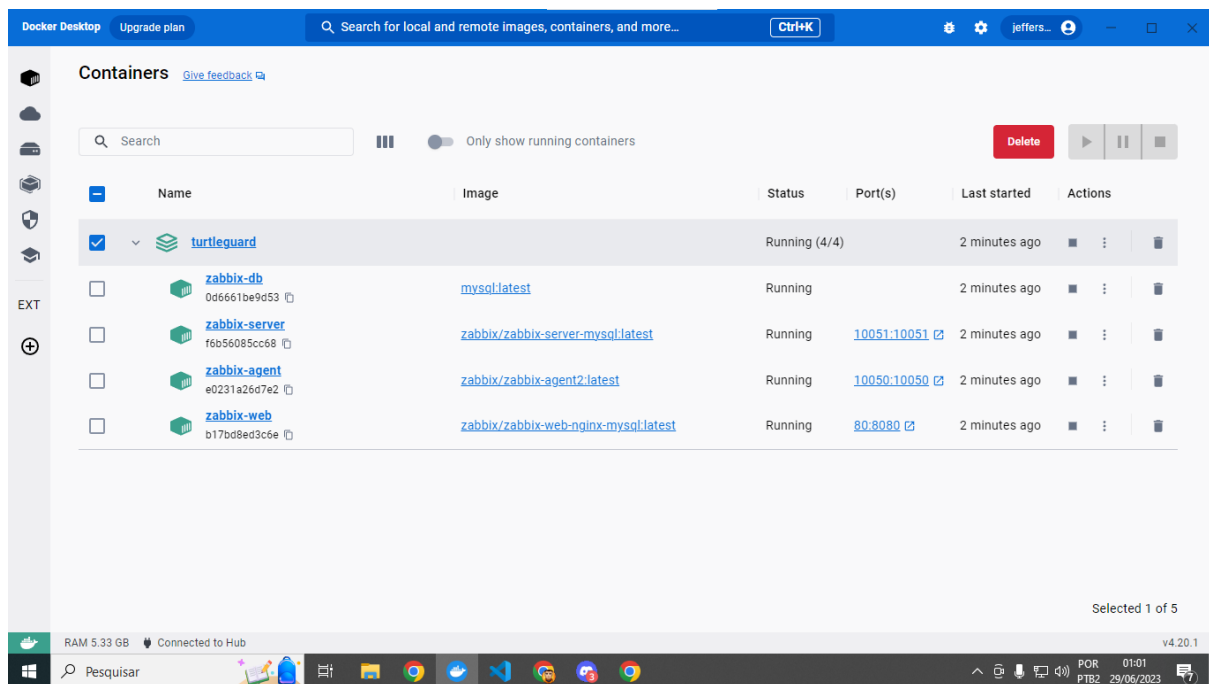 Docker Desktop Upgrade plan Search for local and remote images, containers, and more... Ctrl+K jeffers...
Containers Give feedback
Search Only show running containers Delete
Name Image Status Port(s) Last started Actions
turtleguard Running (4/4) 2 minutes ago
zabbix-db mysql:latest Running 2 minutes ago
0d6661be9d53
zabbix-server zabbix/zabbix-server-mysql:latest Running 10051:10051 2 minutes ago
f6b56085cc68
zabbix-agent zabbix/zabbix-agent2:latest Running 10050:10050 2 minutes ago
e0231a26d7e2
zabbix-web zabbix/zabbix-web-nginx-mysql:latest Running 80:8080 2 minutes ago
b17bd8ed3c6e
EXT
Selected 1 of 5
RAM 5.33 GB Connected to Hub v4.20.1
Pesquisar POR 01:01
PTB2 29/06/2023